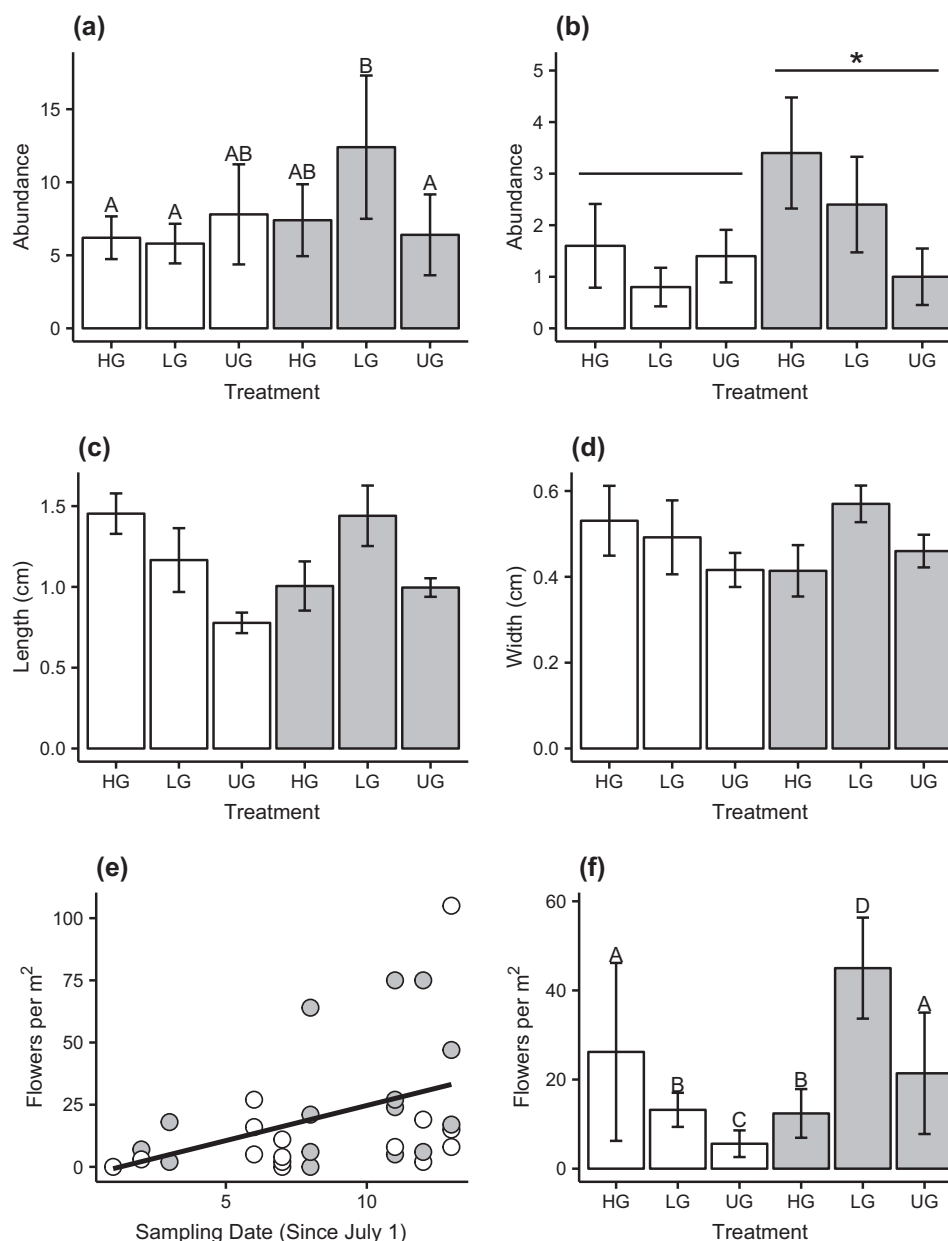 (a)
Abundance
15
10
5
0
A
A
AB
AB
B
A
HG LG UG HG LG UG
Treatment
(b)
Abundance
5
4
3
2
1
0
*
HG LG UG HG LG UG
Treatment
(c)
Length (cm)
1.5
1.0
0.5
0.0
HG LG UG HG LG UG
Treatment
(d)
Width (cm)
0.6
0.4
0.2
0.0
HG LG UG HG LG UG
Treatment
(e)
Flowers per m²
100
75
50
25
0
5 10
Sampling Date (Since July 1)
(f)
Flowers per m²
60
40
20
0
A
B
C
B
D
A
HG LG UG HG LG UG
Treatment